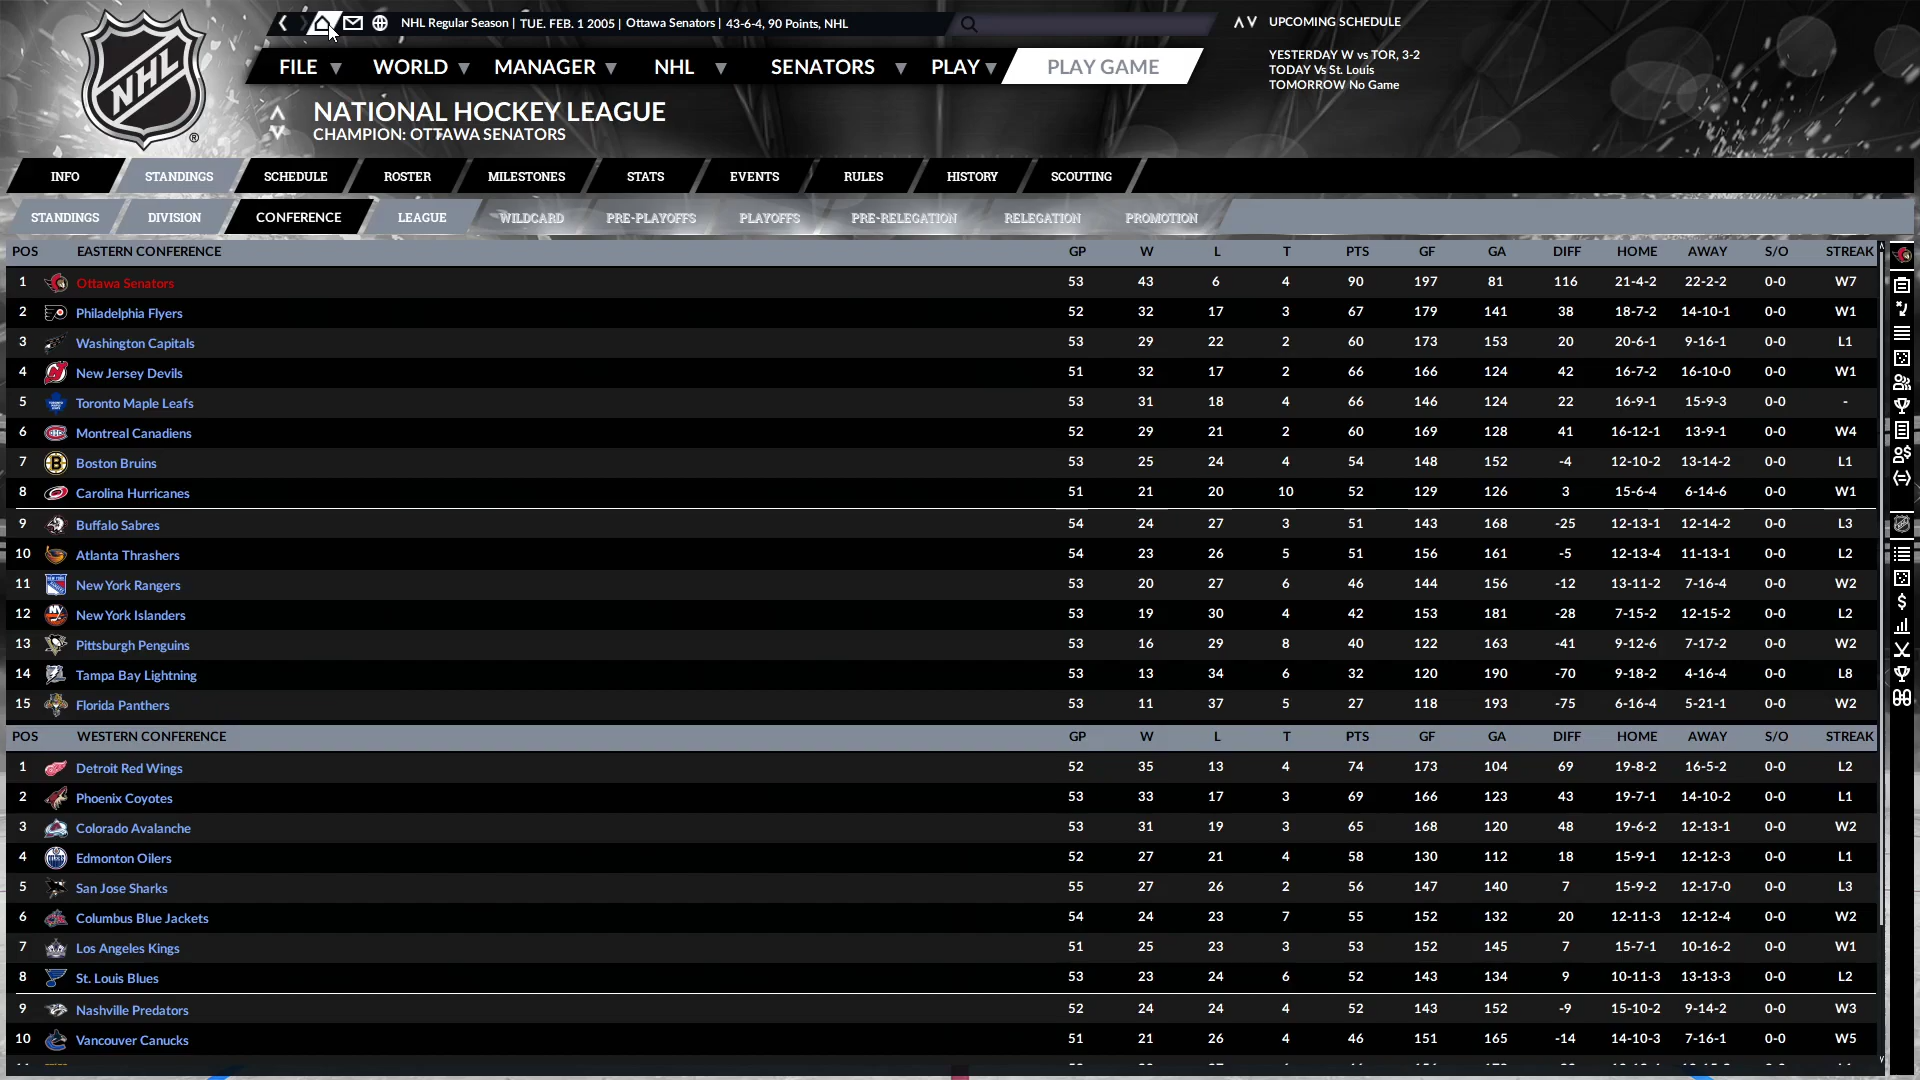 NHL Regular Season | TUE. FEB. 1 2005 | Ottawa Senators | 43-6-4, 90 Points, NHL
UPCOMING SCHEDULE
YESTERDAY W vs TOR, 3-2
TODAY Vs St. Louis
TOMORROW No Game
NHL
FILE WORLD MANAGER NHL SENATORS PLAY PLAY GAME
NATIONAL HOCKEY LEAGUE
CHAMPION: OTTAWA SENATORS
INFO STANDINGS SCHEDULE ROSTER MILESTONES STATS EVENTS RULES HISTORY SCOUTING
STANDINGS DIVISION CONFERENCE LEAGUE WILDCARD PRE-PLAYOFFS PLAYOFFS PRE-RELEGATION RELEGATION PROMOTION
POS EASTERN CONFERENCE GP W L T PTS GF GA DIFF HOME AWAY S/O STREAK
1 Ottawa Senators 53 43 6 4 90 197 81 116 21-4-2 22-2-2 0-0 W7
2 Philadelphia Flyers 52 32 17 3 67 179 141 38 18-7-2 14-10-1 0-0 W1
3 Washington Capitals 53 29 22 2 60 173 153 20 20-6-1 9-16-1 0-0 L1
4 New Jersey Devils 51 32 17 2 66 166 124 42 16-7-2 16-10-0 0-0 W1
5 Toronto Maple Leafs 53 31 18 4 66 146 124 22 16-9-1 15-9-3 0-0 -
6 Montreal Canadiens 52 29 21 2 60 169 128 41 16-12-1 13-9-1 0-0 W4
7 Boston Bruins 53 25 24 4 54 148 152 -4 12-10-2 13-14-2 0-0 L1
8 Carolina Hurricanes 51 21 20 10 52 129 126 3 15-6-4 6-14-6 0-0 W1
9 Buffalo Sabres 54 24 27 3 51 143 168 -25 12-13-1 12-14-2 0-0 L3
10 Atlanta Thrashers 54 23 26 5 51 156 161 -5 12-13-4 11-13-1 0-0 L2
11 New York Rangers 53 20 27 6 46 144 156 -12 13-11-2 7-16-4 0-0 W2
12 New York Islanders 53 19 30 4 42 153 181 -28 7-15-2 12-15-2 0-0 L2
13 Pittsburgh Penguins 53 16 29 8 40 122 163 -41 9-12-6 7-17-2 0-0 W2
14 Tampa Bay Lightning 53 13 34 6 32 120 190 -70 9-18-2 4-16-4 0-0 L8
15 Florida Panthers 53 11 37 5 27 118 193 -75 6-16-4 5-21-1 0-0 W2
POS WESTERN CONFERENCE GP W L T PTS GF GA DIFF HOME AWAY S/O STREAK
1 Detroit Red Wings 52 35 13 4 74 173 104 69 19-8-2 16-5-2 0-0 L2
2 Phoenix Coyotes 53 33 17 3 69 166 123 43 19-7-1 14-10-2 0-0 L1
3 Colorado Avalanche 53 31 19 3 65 168 120 48 19-6-2 12-13-1 0-0 W2
4 Edmonton Oilers 52 27 21 4 58 130 112 18 15-9-1 12-12-3 0-0 L1
5 San Jose Sharks 55 27 26 2 56 147 140 7 15-9-2 12-17-0 0-0 L3
6 Columbus Blue Jackets 54 24 23 7 55 152 132 20 12-11-3 12-12-4 0-0 W2
7 Los Angeles Kings 51 25 23 3 53 152 145 7 15-7-1 10-16-2 0-0 W1
8 St. Louis Blues 53 23 24 6 52 143 134 9 10-11-3 13-13-3 0-0 L2
9 Nashville Predators 52 24 24 4 52 143 152 -9 15-10-2 9-14-2 0-0 W3
10 Vancouver Canucks 51 21 26 4 46 151 165 -14 14-10-3 7-16-1 0-0 W5